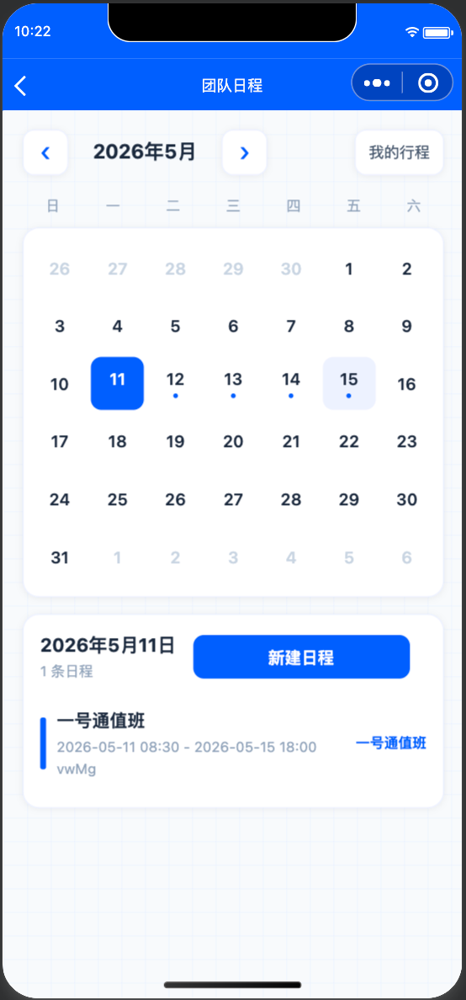 10:22
团队日程
2026年5月
我的行程
日 一 二 三 四 五 六
26 27 28 29 30 1 2
3 4 5 6 7 8 9
10 11 12 13 14 15 16
17 18 19 20 21 22 23
24 25 26 27 28 29 30
31 1 2 3 4 5 6
2026年5月11日
新建日程
1 条日程
一号通值班
2026-05-11 08:30 - 2026-05-15 18:00
一号通值班
vwMg